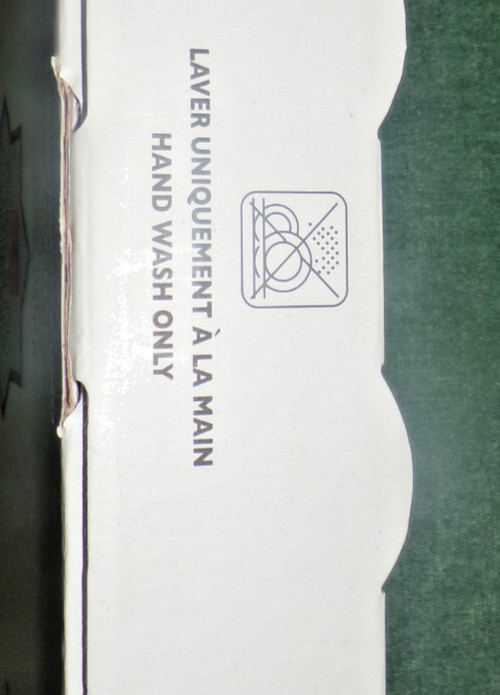 LAVER UNIQUEMENT À LA MAIN
HAND WASH ONLY